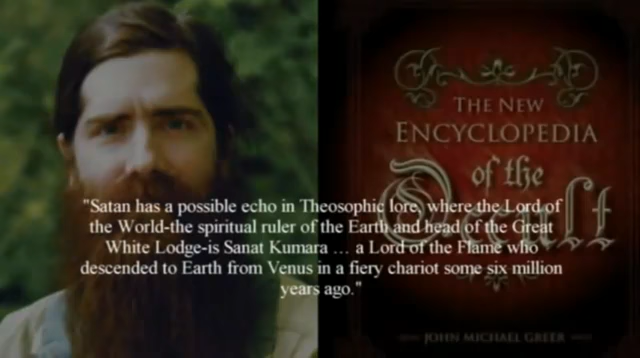 THE NEW
ENCYCLOPEDIA
of the
Occult
"Satan has a possible echo in Theosophic lore, where the Lord of
the World-the spiritual ruler of the Earth and head of the Great
White Lodge-is Sanat Kumara ... a Lord of the Flame who
descended to Earth from Venus in a fiery chariot some six million
years ago."
JOHN MICHAEL GREER